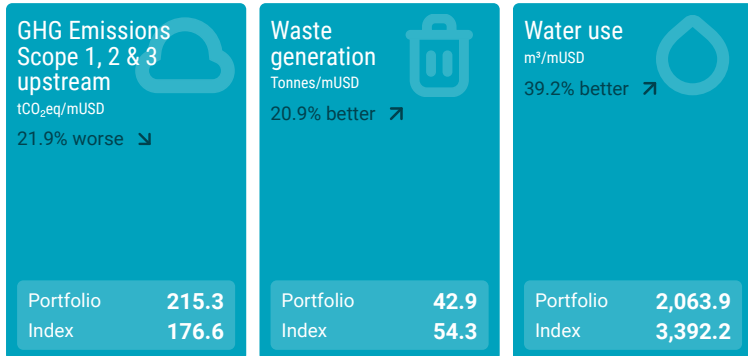 GHG Emissions
Scope 1, 2 & 3
upstream
tCO₂eq/mUSD
21.9% worse
Portfolio 215.3
Index 176.6
Waste
generation
Tonnes/mUSD
20.9% better
Portfolio 42.9
Index 54.3
Water use
m³/mUSD
39.2% better
Portfolio 2,063.9
Index 3,392.2